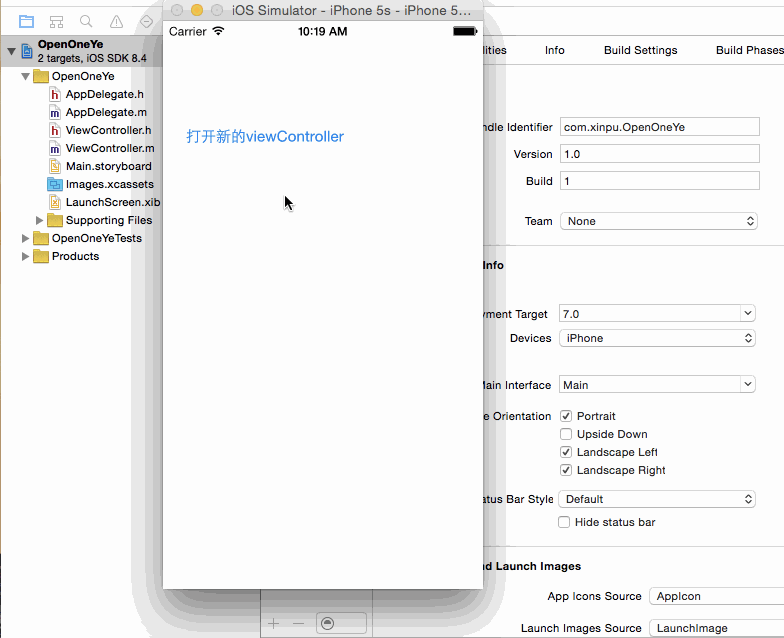 iOS Simulator - iPhone 5s - iPhone 5...
OpenOneYe
2 targets, iOS SDK 8.4
OpenOneYe
AppDelegate.h
AppDelegate.m
ViewController.h
ViewController.m
Main.storyboard
Images.xcassets
LaunchScreen.xib
Supporting Files
OpenOneYeTests
Products
Carrier 10:19 AM
打开新的viewController
Info Build Settings Build Phases
Identifier com.xinpu.OpenOneYe
Version 1.0
Build 1
Team None
Info
Target 7.0
Devices iPhone
Main Interface Main
Orientation Portrait
Upside Down
Landscape Left
Landscape Right
Bar Style Default
Hide status bar
Launch Images
App Icons Source AppIcon
Launch Images Source LaunchImage